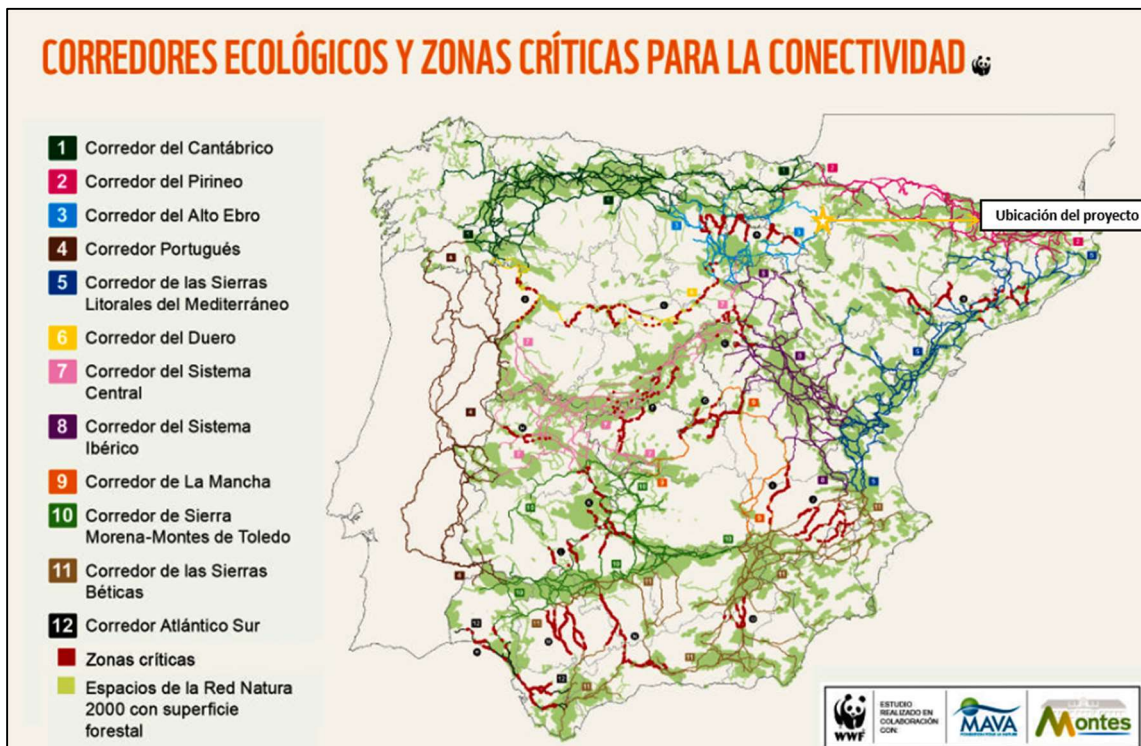 CORREDORES ECOLÓGICOS Y ZONAS CRÍTICAS PARA LA CONECTIVIDAD
1 Corredor del Cantábrico
2 Corredor del Pirineo
3 Corredor del Alto Ebro
4 Corredor Portugués
5 Corredor de las Sierras
Litorales del Mediterráneo
6 Corredor del Duero
7 Corredor del Sistema
Central
8 Corredor del Sistema
Ibérico
9 Corredor de La Mancha
10 Corredor de Sierra
Morena-Montes de Toledo
11 Corredor de las Sierras
Béticas
12 Corredor Atlántico Sur
Zonas críticas
Espacios de la Red Natura
2000 con superficie
forestal
Ubicación del proyecto
WWF
ESTUDIO
REALIZADO EN
COLABORACIÓN
CON:
MAVA
Montes